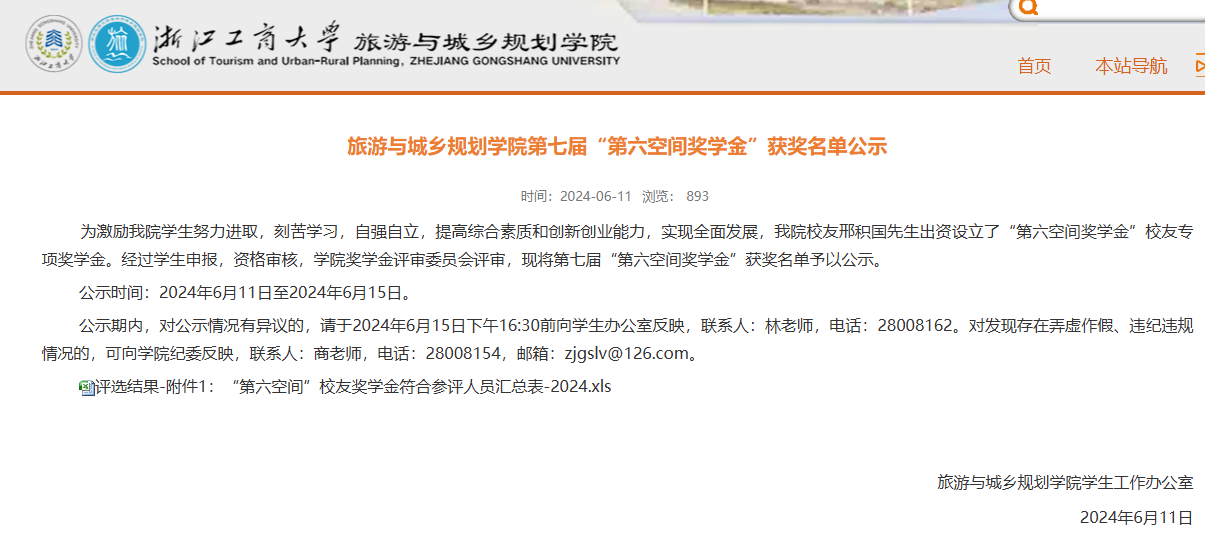 浙江工商大学 旅游与城乡规划学院
School of Tourism and Urban-Rural Planning, ZHEJIANG GONGSHANG UNIVERSITY
首页 本站导航
旅游与城乡规划学院第七届“第六空间奖学金”获奖名单公示
时间：2024-06-11 浏览： 893
为激励我院学生努力进取，刻苦学习，自强自立，提高综合素质和创新创业能力，实现全面发展，我院校友邢积国先生出资设立了“第六空间奖学金”校友专
项奖学金。经过学生申报，资格审核，学院奖学金评审委员会评审，现将第七届“第六空间奖学金”获奖名单予以公示。
公示时间：2024年6月11日至2024年6月15日。
公示期内，对公示情况有异议的，请于2024年6月15日下午16:30前向学生办公室反映，联系人：林老师，电话：28008162。对发现存在弄虚作假、违纪违规
情况的，可向学院纪委反映，联系人：商老师，电话：28008154，邮箱：zjgslv@126.com。
评选结果-附件1：“第六空间”校友奖学金符合参评人员汇总表-2024.xls
旅游与城乡规划学院学生工作办公室
2024年6月11日